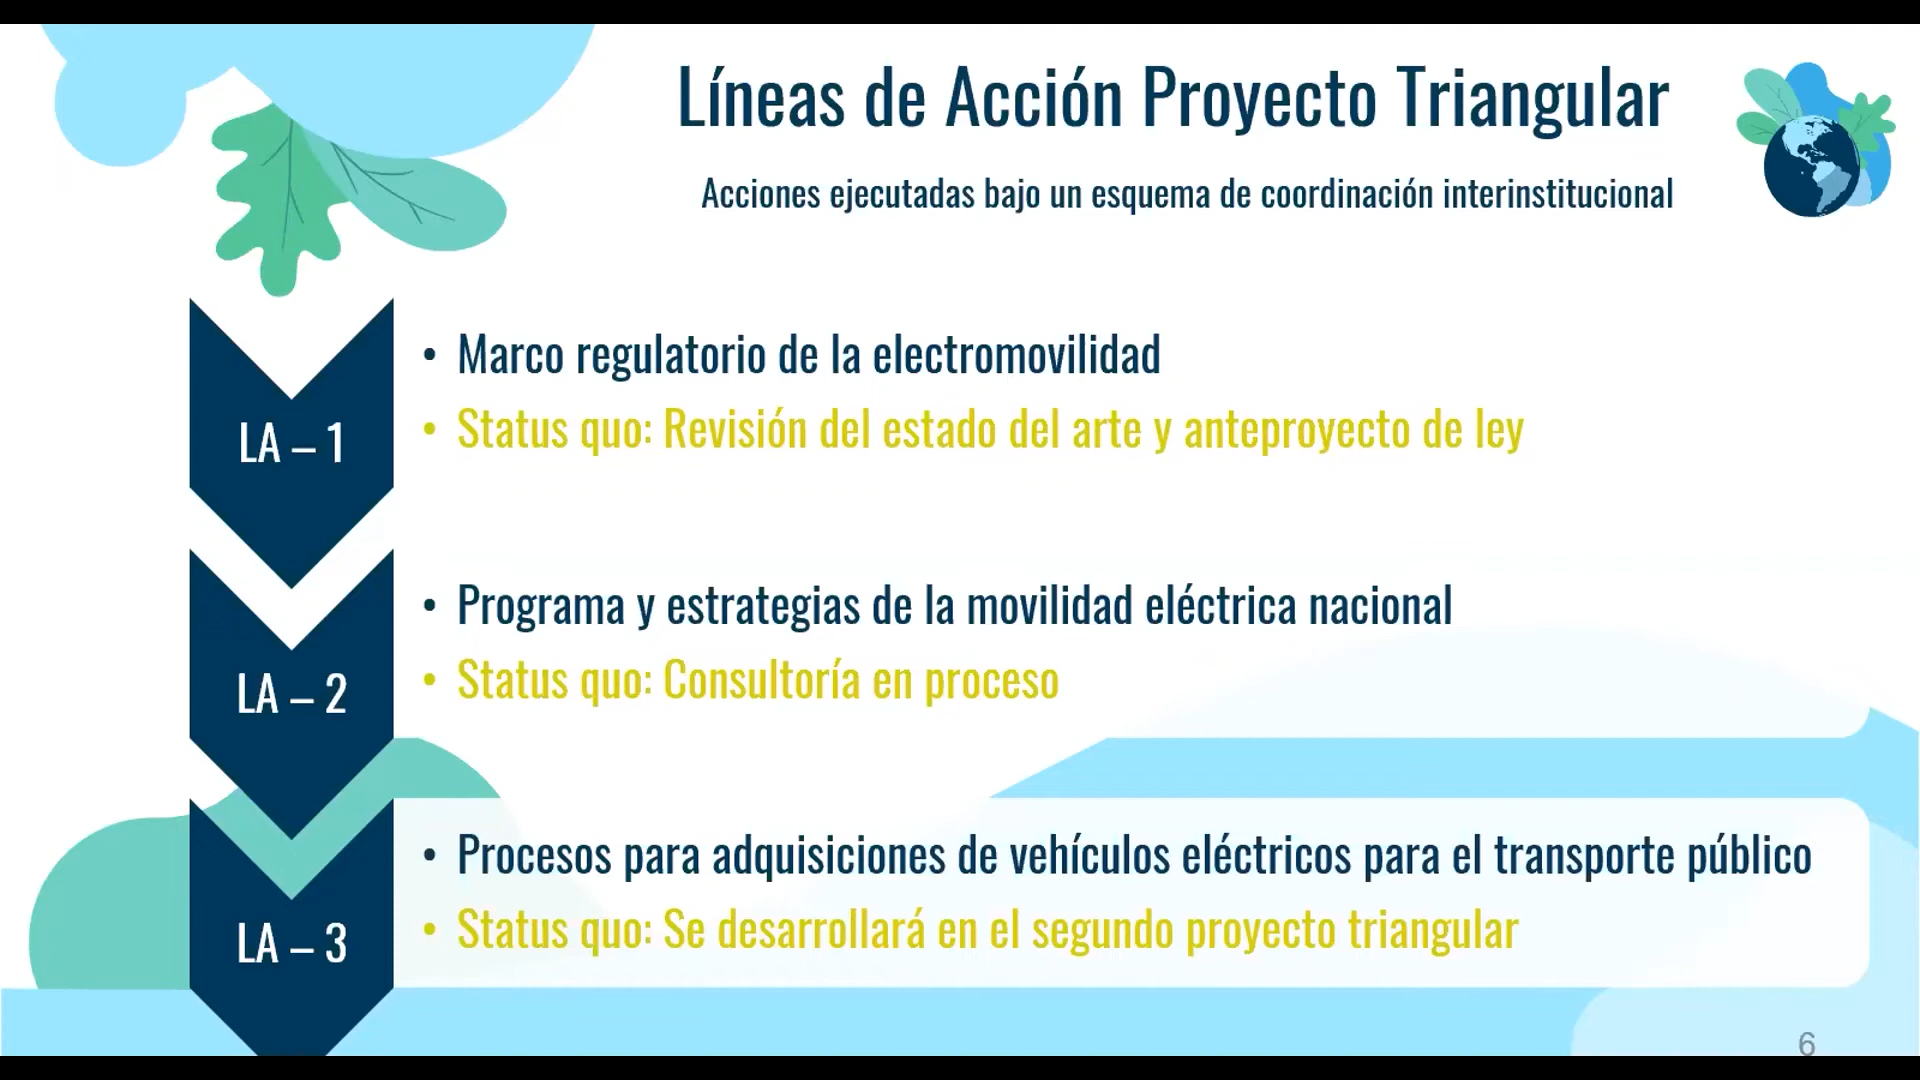 Líneas de Acción Proyecto Triangular
Acciones ejecutadas bajo un esquema de coordinación interinstitucional
LA – 1
• Marco regulatorio de la electromovilidad
• Status quo: Revisión del estado del arte y anteproyecto de ley
LA – 2
• Programa y estrategias de la movilidad eléctrica nacional
• Status quo: Consultoría en proceso
LA – 3
• Procesos para adquisiciones de vehículos eléctricos para el transporte público
• Status quo: Se desarrollará en el segundo proyecto triangular
6